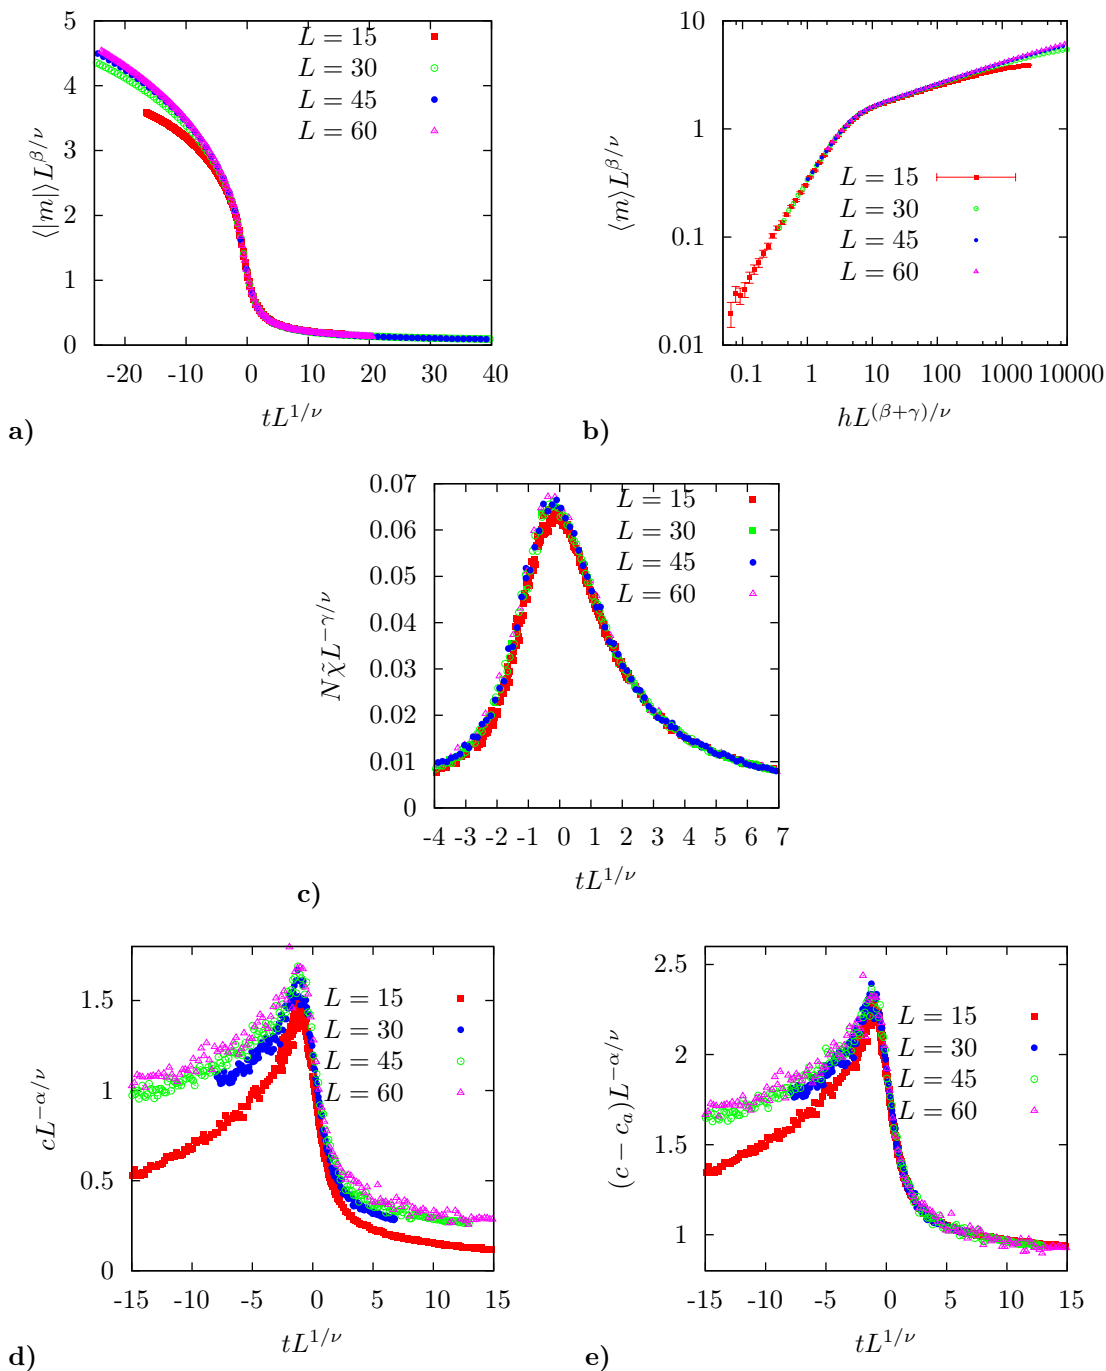 ⟨|m|⟩L^{β/ν}
5
4
3
2
1
0
-20 -10 0 10 20 30 40
tL^{1/ν}
L = 15
L = 30
L = 45
L = 60
a)
⟨m⟩L^{β/ν}
10
1
0.1
0.01
0.1 1 10 100 1000 10000
hL^{(β+γ)/ν}
L = 15
L = 30
L = 45
L = 60
b)
Nχ̃L^{−γ/ν}
0.07
0.06
0.05
0.04
0.03
0.02
0.01
0
-4 -3 -2 -1 0 1 2 3 4 5 6 7
tL^{1/ν}
L = 15
L = 30
L = 45
L = 60
c)
cL^{−α/ν}
1.5
1
0.5
0
-15 -10 -5 0 5 10 15
tL^{1/ν}
L = 15
L = 30
L = 45
L = 60
d)
(c − c_a)L^{−α/ν}
2.5
2
1.5
1
-15 -10 -5 0 5 10 15
tL^{1/ν}
L = 15
L = 30
L = 45
L = 60
e)